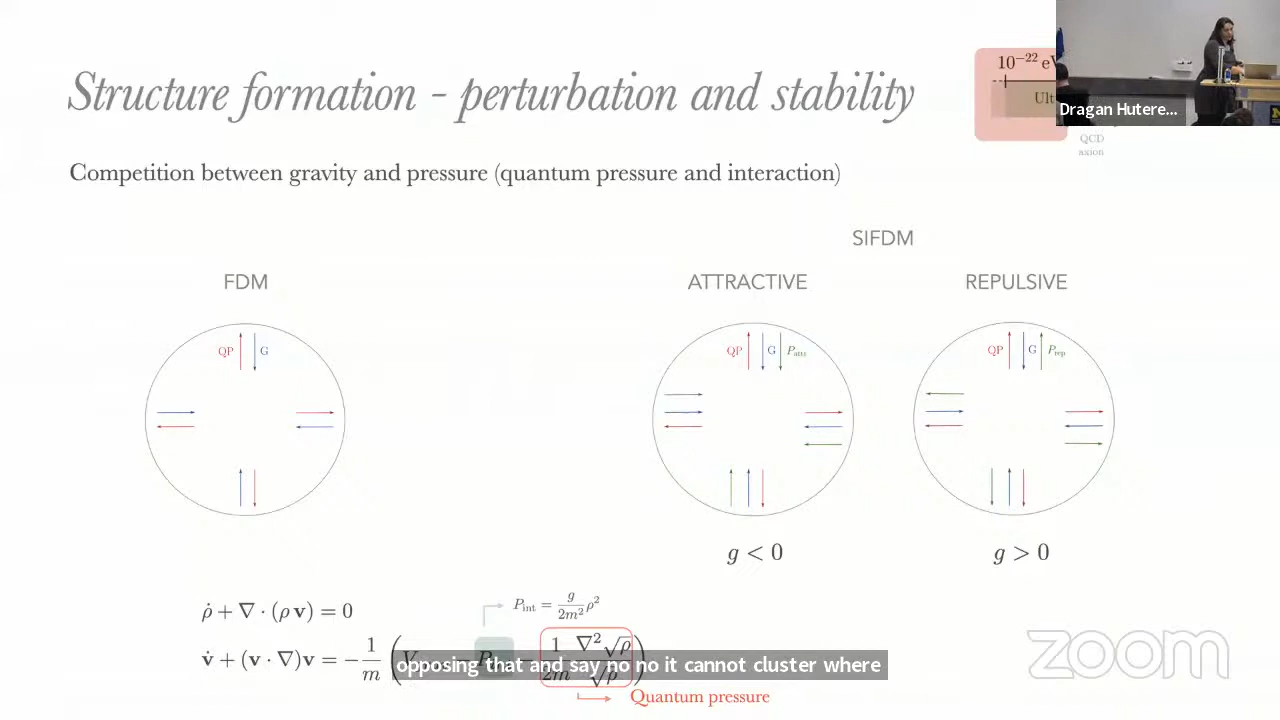 Structure formation - perturbation and stability
10⁻²² eV
Ult
Dragan Hutere...
QCD
axion
Competition between gravity and pressure (quantum pressure and interaction)
SIFDM
FDM
ATTRACTIVE
REPULSIVE
QP G
QP G P_attr
QP G P_rep
g < 0
g > 0
ρ̇ + ∇ · (ρ v) = 0
P_int = g/2m² ρ²
v̇ + (v · ∇)v = −1/m ( V P 1/2m ∇²√ρ/√ρ )
opposing that and say no no it cannot cluster where
Quantum pressure
zoom